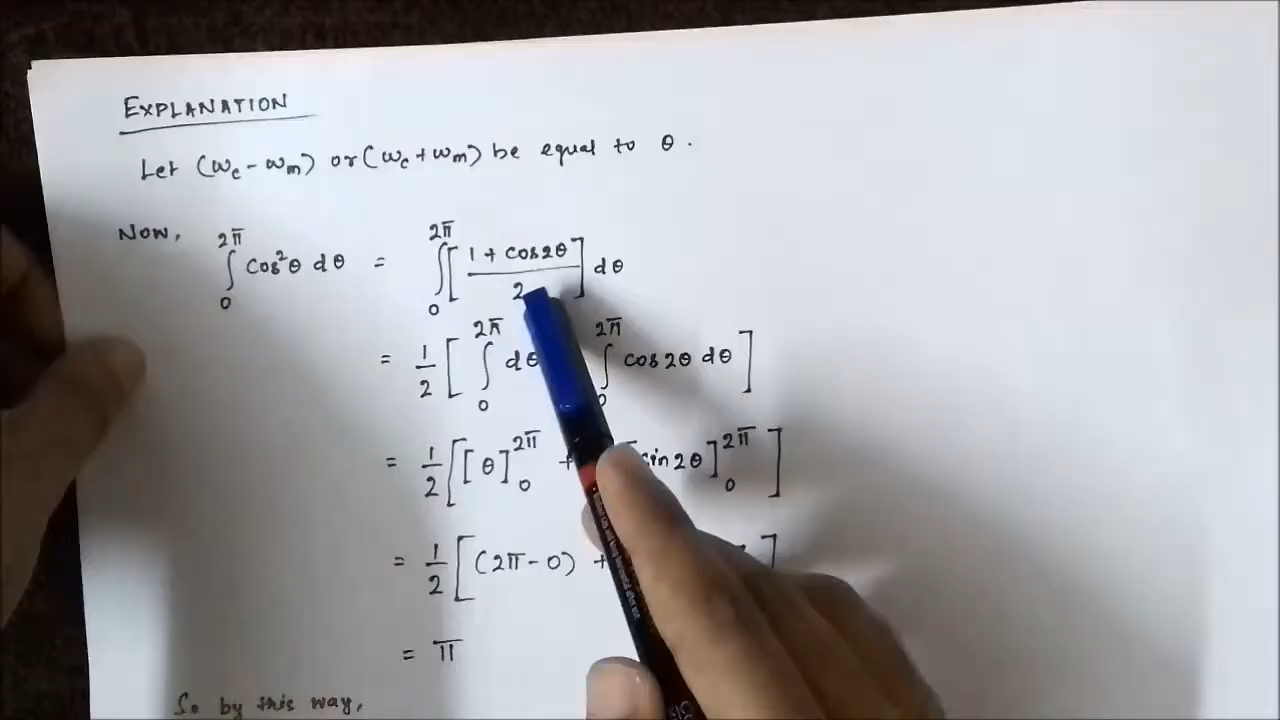 EXPLANATION
Let (ωc - ωm) or (ωc + ωm) be equal to θ.
Now, ∫₀^2π cos²θ dθ = ∫₀^2π [(1 + cos2θ)/2] dθ
= 1/2 [ ∫₀^2π dθ ∫₀^2π cos2θ dθ ]
= 1/2 [ [θ]₀^2π + sin2θ]₀^2π ]
= 1/2 [ (2π - 0) + ]
= π
So by this way,